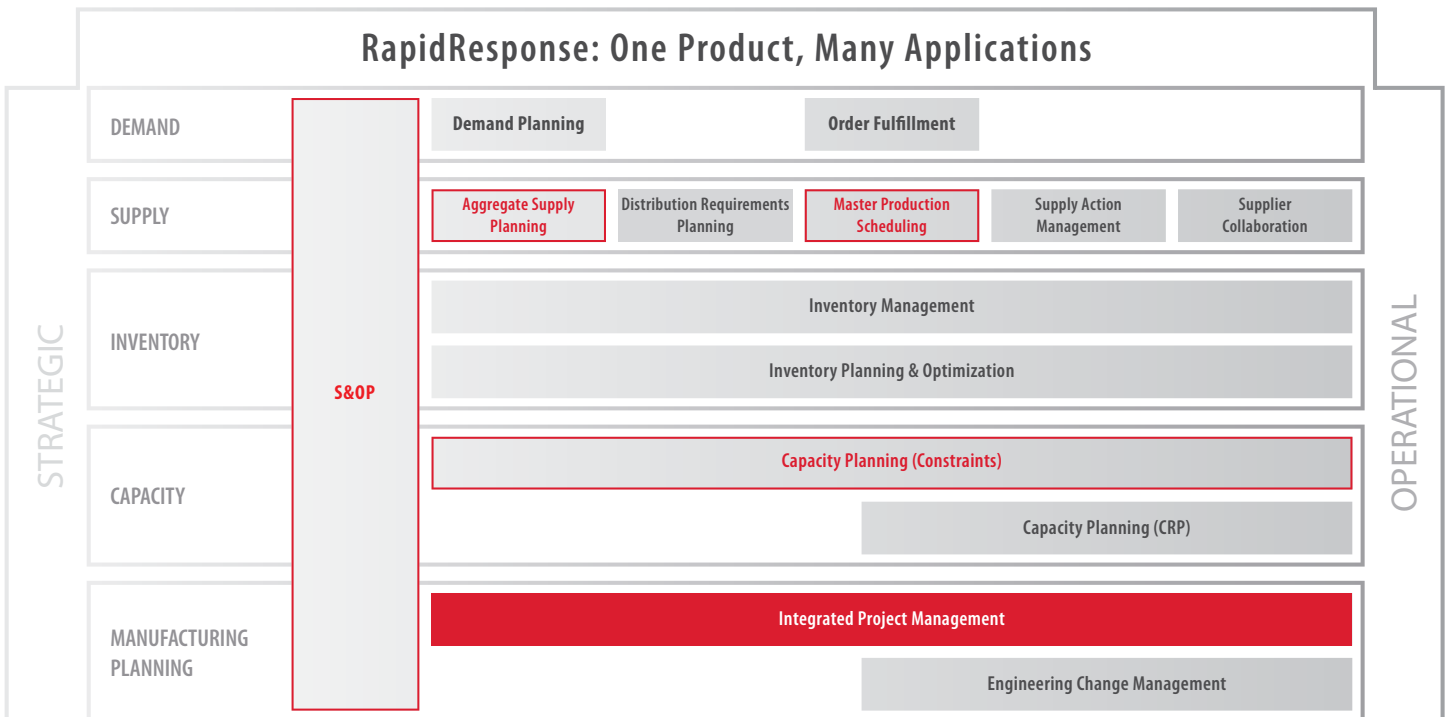 RapidResponse: One Product, Many Applications
STRATEGIC
OPERATIONAL
S&OP
DEMAND
Demand Planning
Order Fulfillment
SUPPLY
Aggregate Supply
Planning
Distribution Requirements
Planning
Master Production
Scheduling
Supply Action
Management
Supplier
Collaboration
INVENTORY
Inventory Management
Inventory Planning & Optimization
CAPACITY
Capacity Planning (Constraints)
Capacity Planning (CRP)
MANUFACTURING
PLANNING
Integrated Project Management
Engineering Change Management